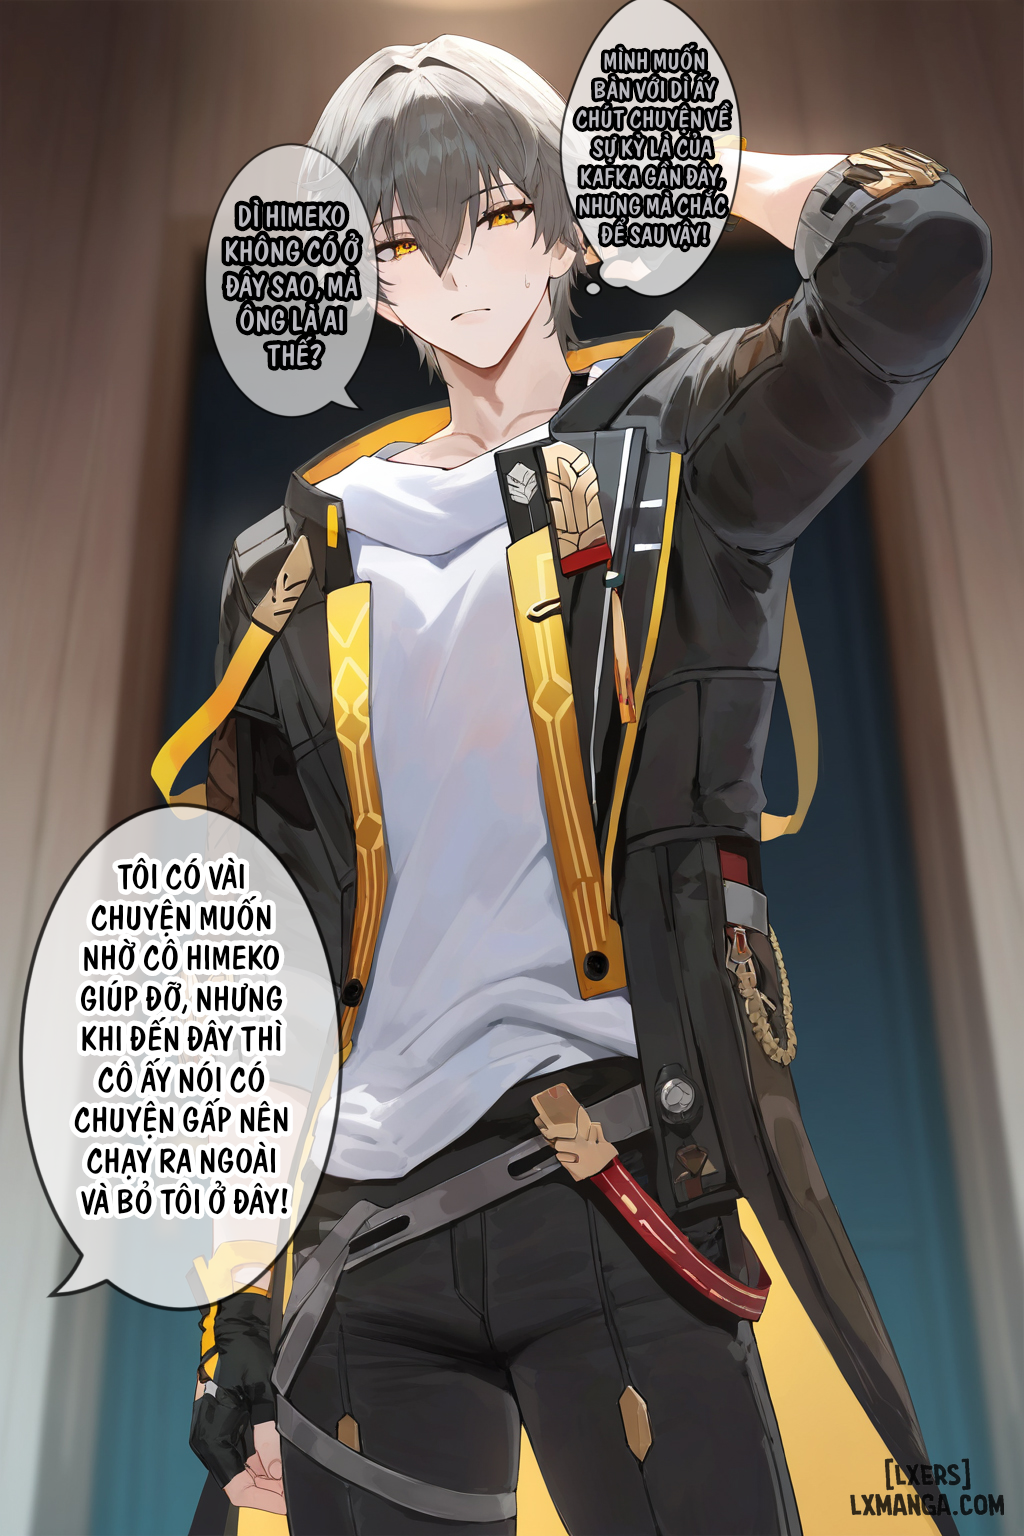 MÌNH MUỐN
BÀN VỚI DÌ ẤY
CHÚT CHUYỆN VỀ
SỰ KỲ LẠ CỦA
KAFKA GẦN ĐÂY,
NHƯNG MÀ CHẮC
ĐỂ SAU VẬY!
DÌ HIMEKO
KHÔNG CÓ Ở
ĐÂY SAO, MÀ
ÔNG LÀ AI
THẾ?
TÔI CÓ VÀI
CHUYỆN MUỐN
NHỜ CÔ HIMEKO
GIÚP ĐỠ, NHƯNG
KHI ĐẾN ĐÂY THÌ
CÔ ẤY NÓI CÓ
CHUYỆN GẤP NÊN
CHẠY RA NGOÀI
VÀ BỎ TÔI Ở ĐÂY!
[LXERS]
LXMANGA.COM